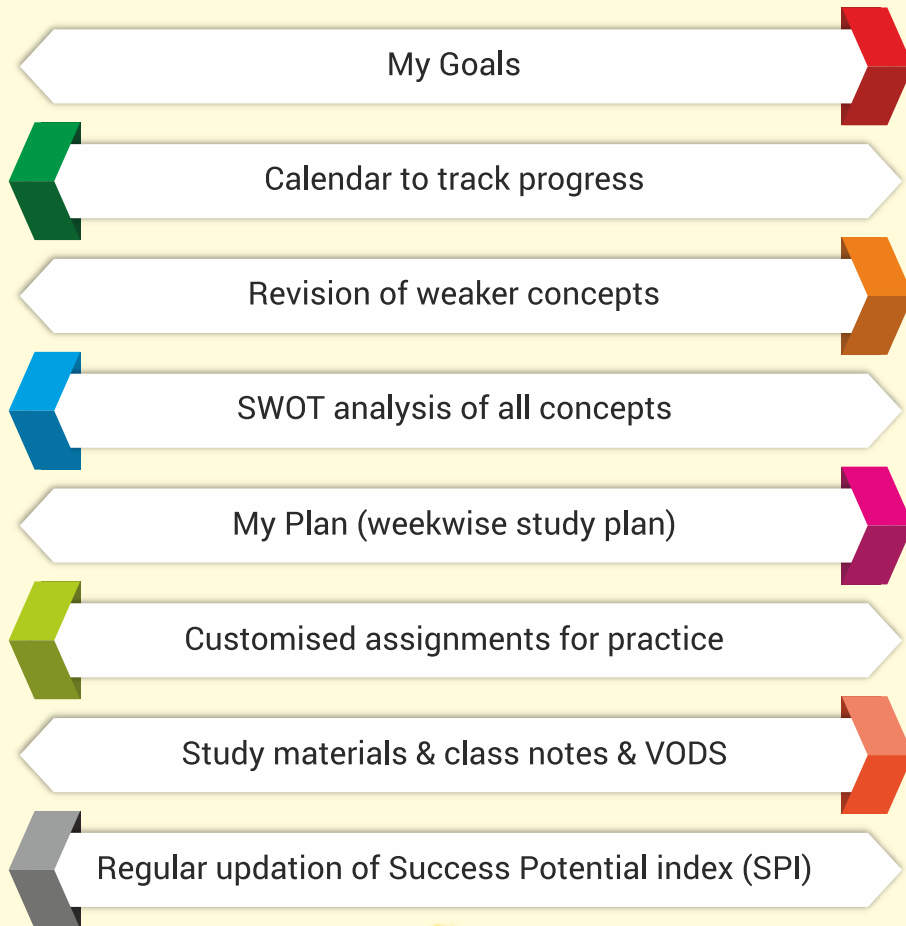 My Goals
Calendar to track progress
Revision of weaker concepts
SWOT analysis of all concepts
My Plan (weekwise study plan)
Customised assignments for practice
Study materials & class notes & VODS
Regular updation of Success Potential index (SPI)